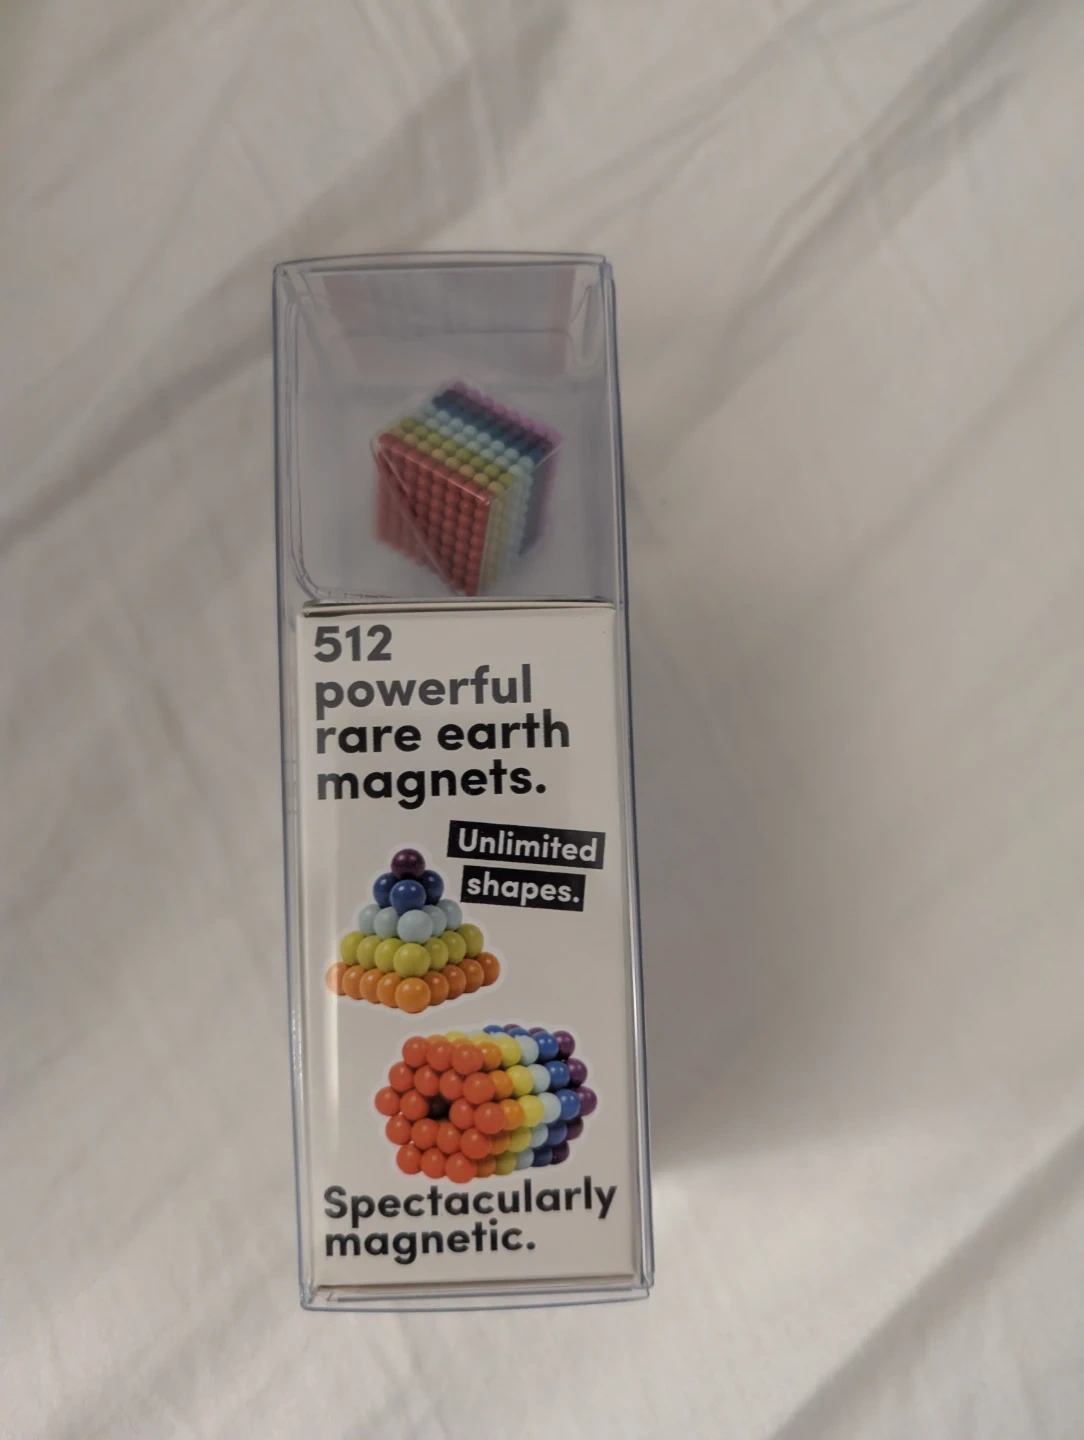 512
powerful
rare earth
magnets.
Unlimited
shapes.
Spectacularly
magnetic.